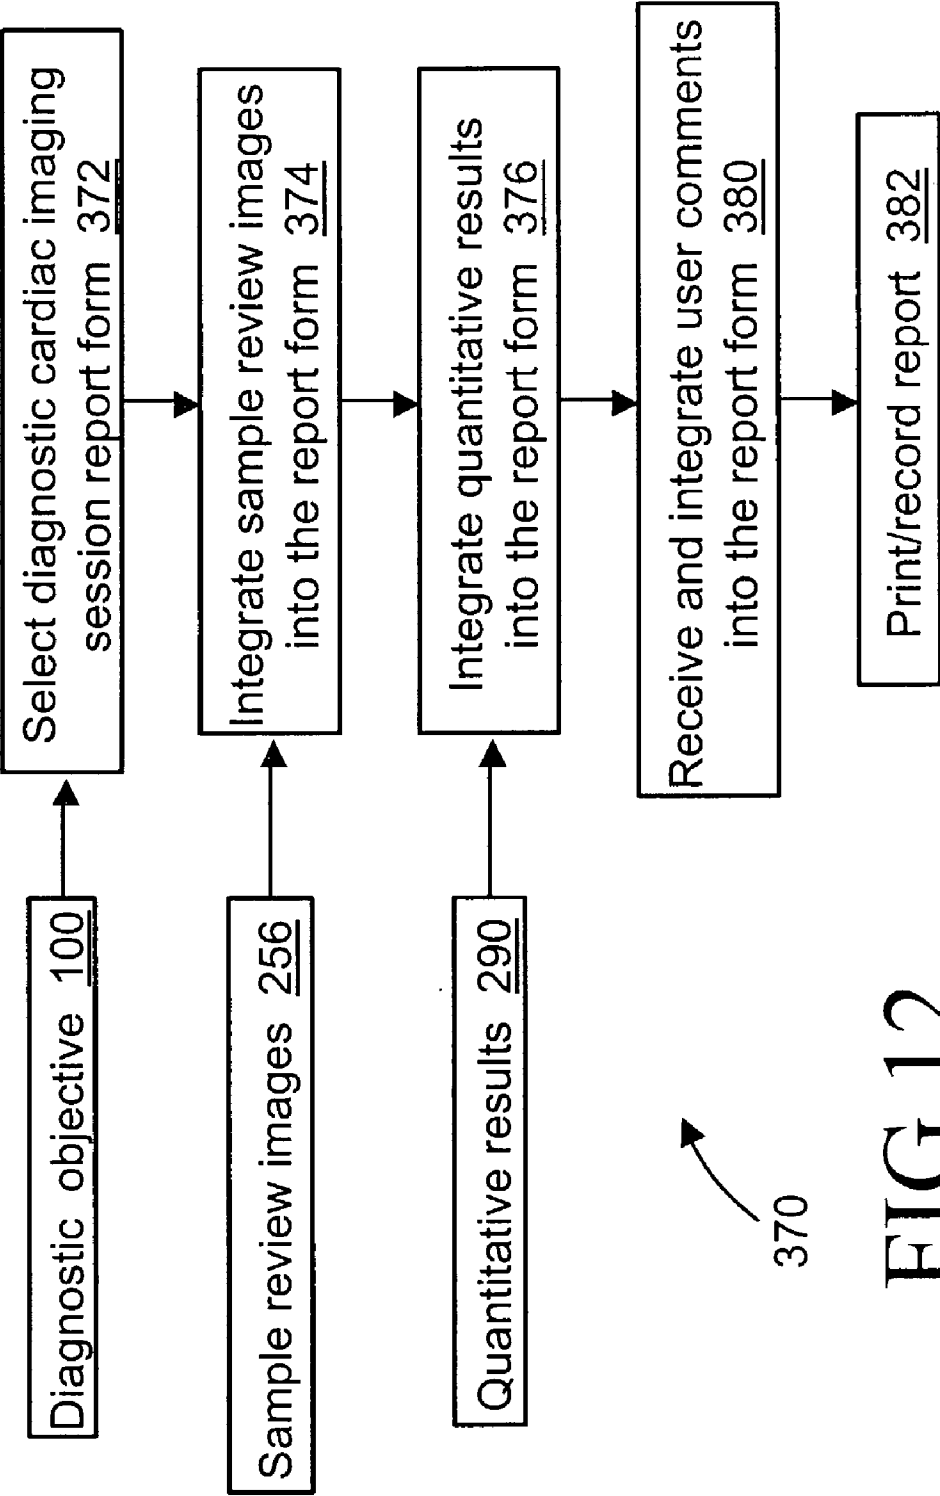 Diagnostic objective 100
Select diagnostic cardiac imaging
session report form 372
Sample review images 256
Integrate sample review images
into the report form 374
Quantitative results 290
Integrate quantitative results
into the report form 376
Receive and integrate user comments
into the report form 380
Print/record report 382
370
FIG 12